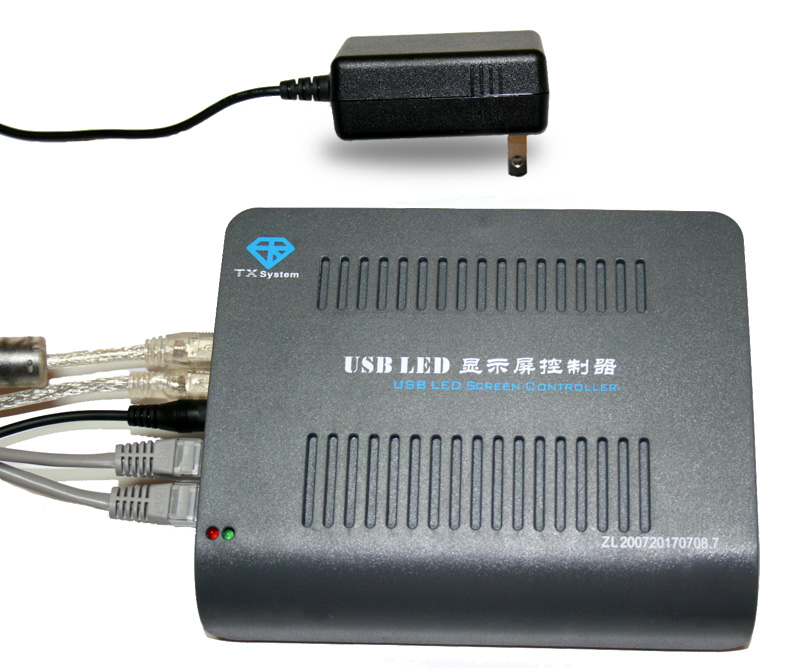 TX System
USB LED 显示屏控制器
USB LED SCREEN CONTROLLER
ZL 200720170708.7